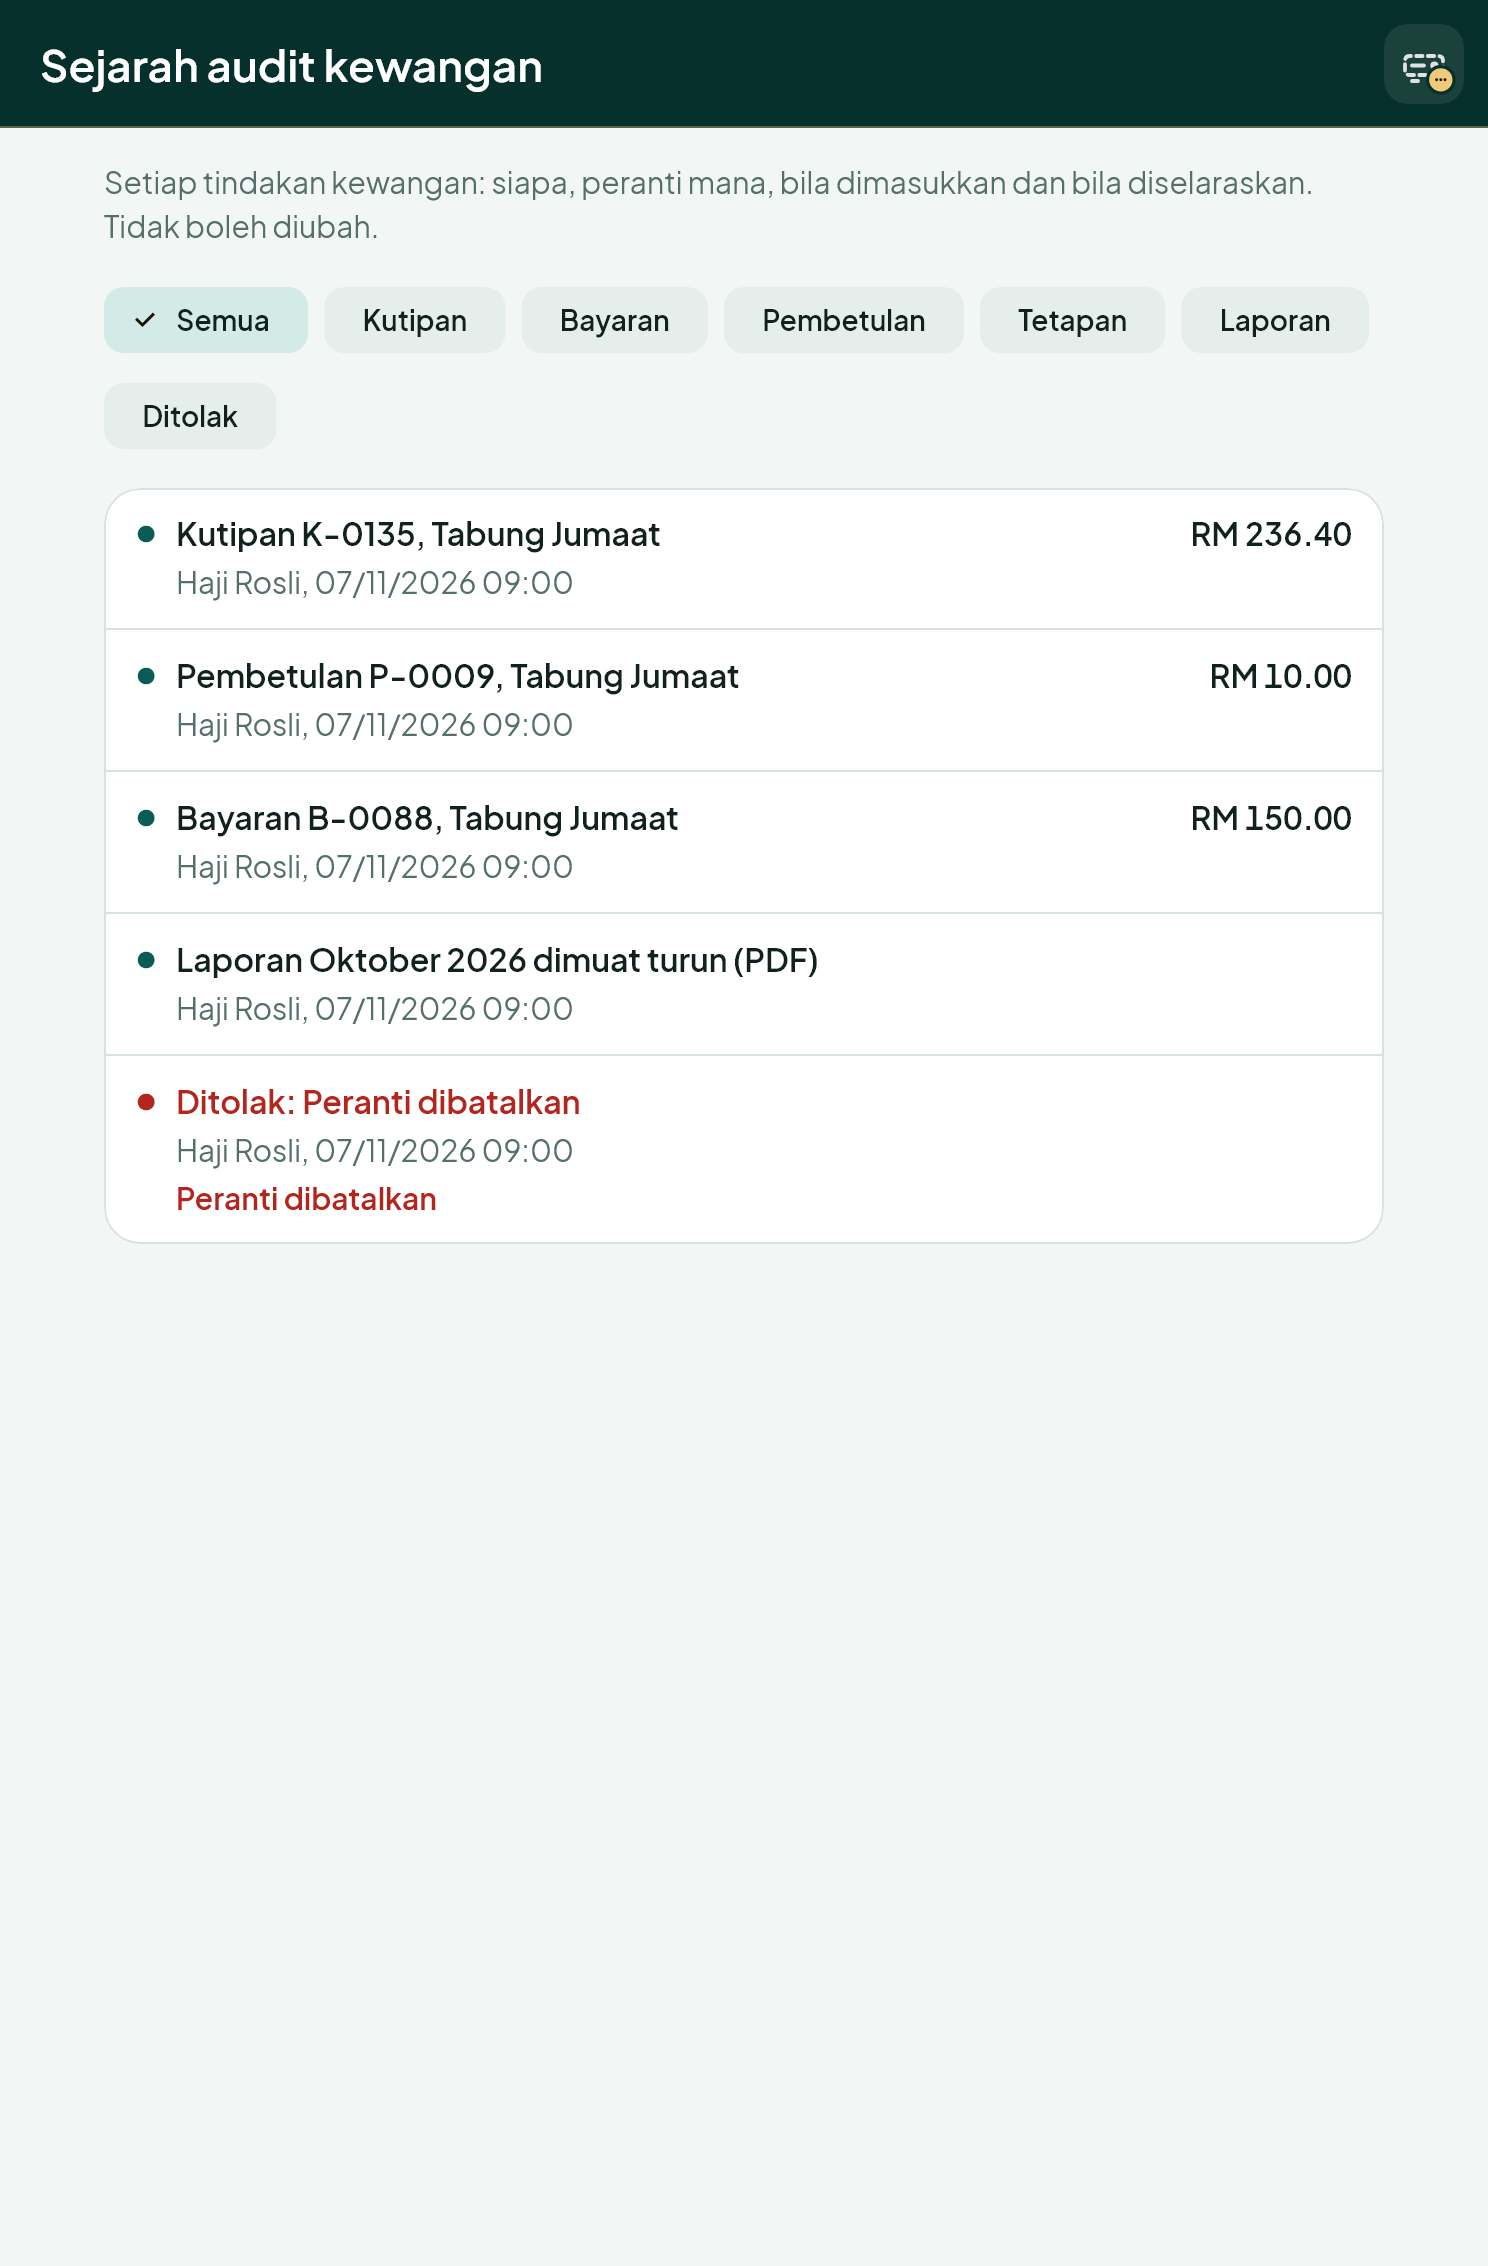 Sejarah audit kewangan
Setiap tindakan kewangan: siapa, peranti mana, bila dimasukkan dan bila diselaraskan.
Tidak boleh diubah.
Semua
Kutipan
Bayaran
Pembetulan
Tetapan
Laporan
Ditolak
Kutipan K-0135, Tabung Jumaat
RM 236.40
Haji Rosli, 07/11/2026 09:00
Pembetulan P-0009, Tabung Jumaat
RM 10.00
Haji Rosli, 07/11/2026 09:00
Bayaran B-0088, Tabung Jumaat
RM 150.00
Haji Rosli, 07/11/2026 09:00
Laporan Oktober 2026 dimuat turun (PDF)
Haji Rosli, 07/11/2026 09:00
Ditolak: Peranti dibatalkan
Haji Rosli, 07/11/2026 09:00
Peranti dibatalkan